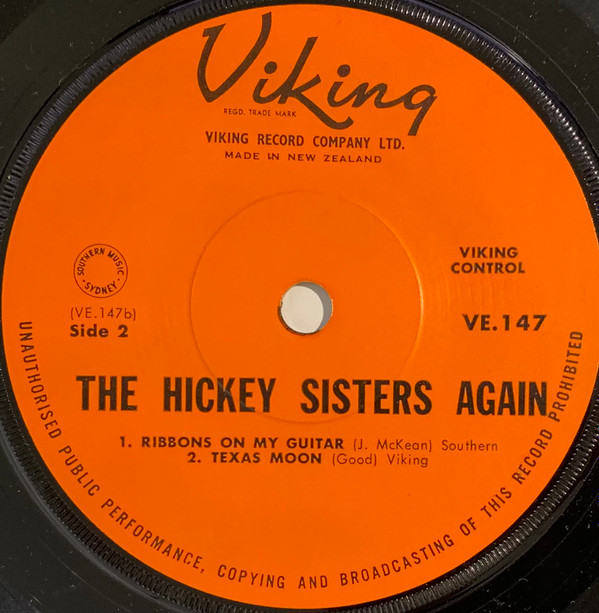 Viking
REGD. TRADE MARK
VIKING RECORD COMPANY LTD.
MADE IN NEW ZEALAND
SOUTHERN MUSIC
• SYDNEY •
VIKING
CONTROL
(VE.147b)
Side 2
VE.147
THE HICKEY SISTERS AGAIN
1. RIBBONS ON MY GUITAR (J. McKean) Southern
2. TEXAS MOON (Good) Viking
UNAUTHORISED PUBLIC PERFORMANCE, COPYING AND BROADCASTING OF THIS RECORD PROHIBITED